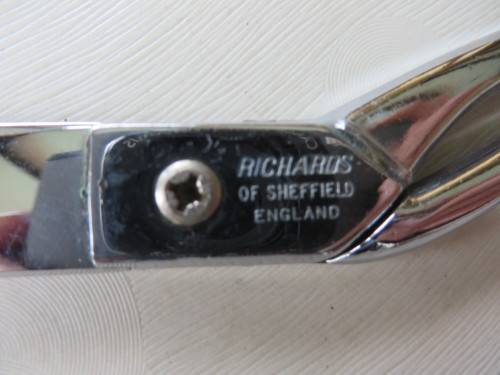 RICHARDS
OF SHEFFIELD
ENGLAND